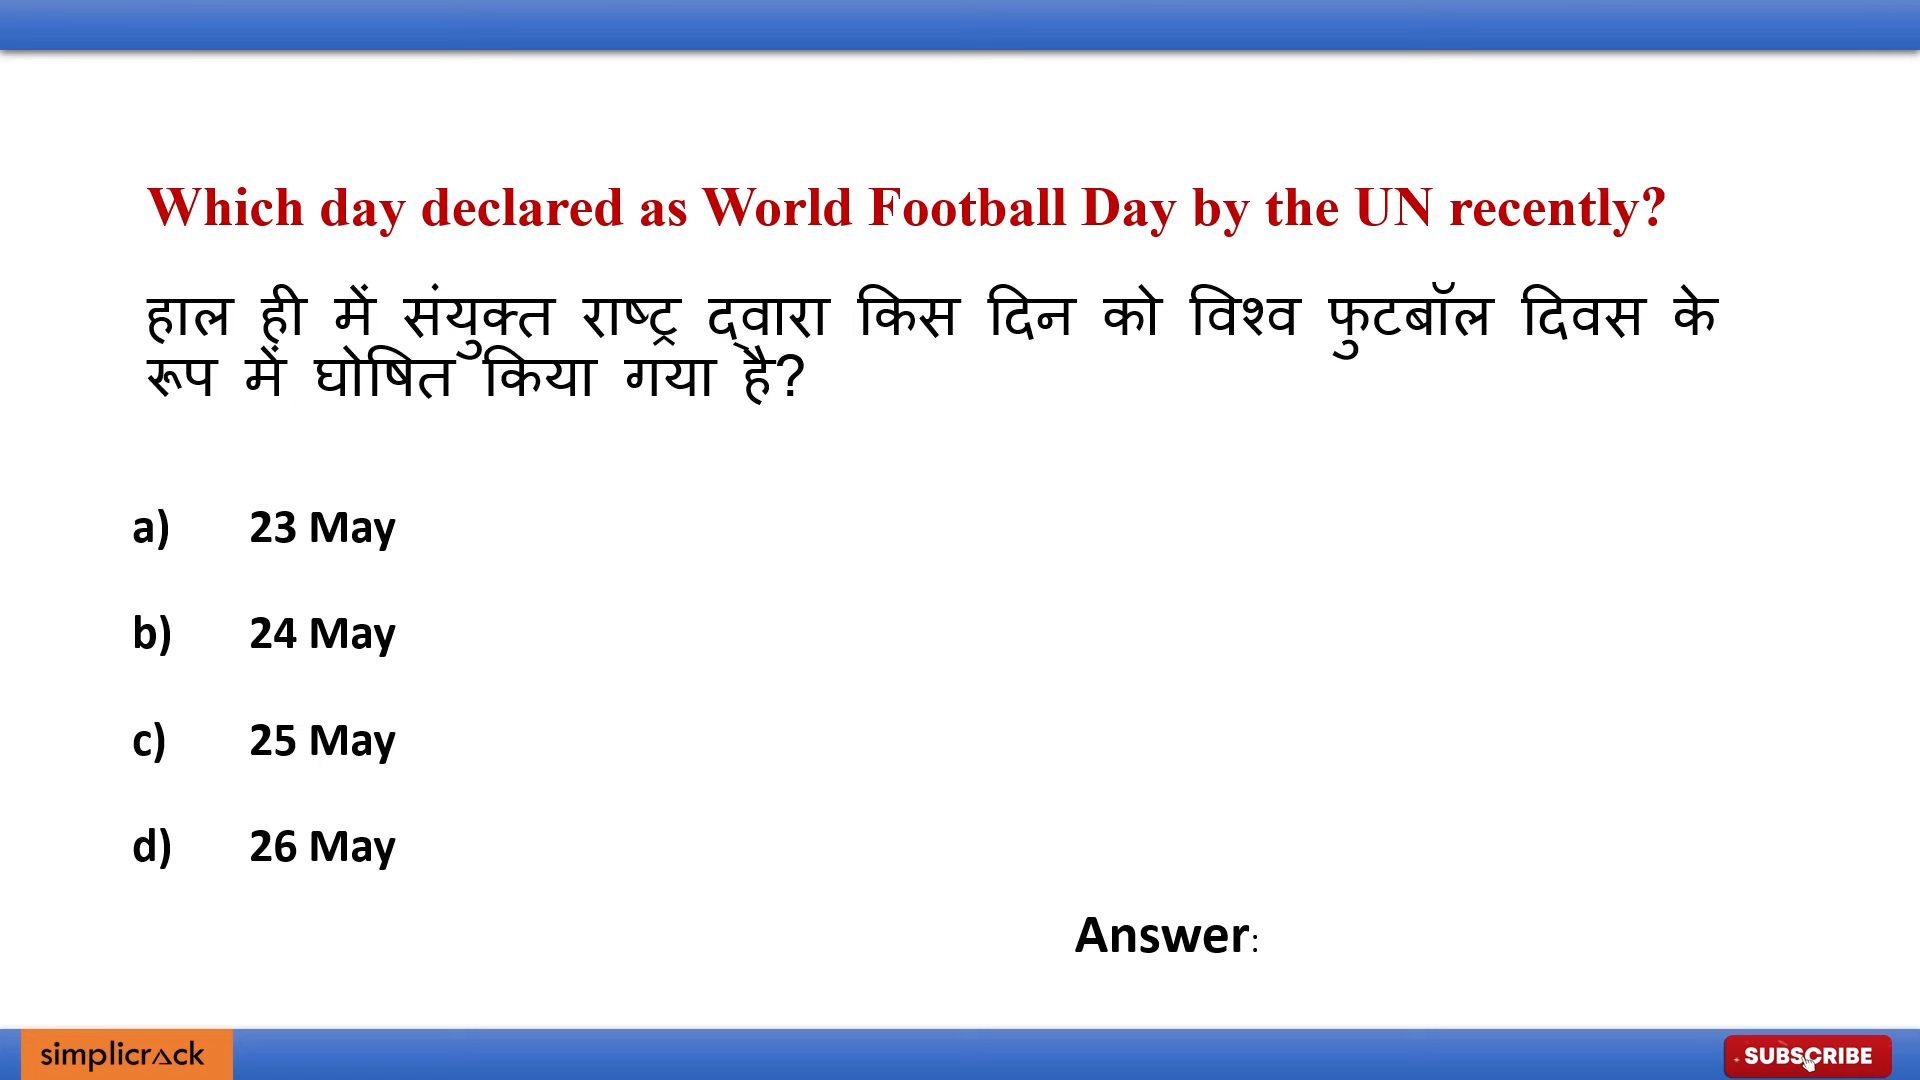 Which day declared as World Football Day by the UN recently?
हाल ही में संयुक्त राष्ट्र द्वारा किस दिन को विश्व फुटबॉल दिवस के
रूप में घोषित किया गया है?
a) 23 May
b) 24 May
c) 25 May
d) 26 May
Answer:
simplicrack
SUBSCRIBE